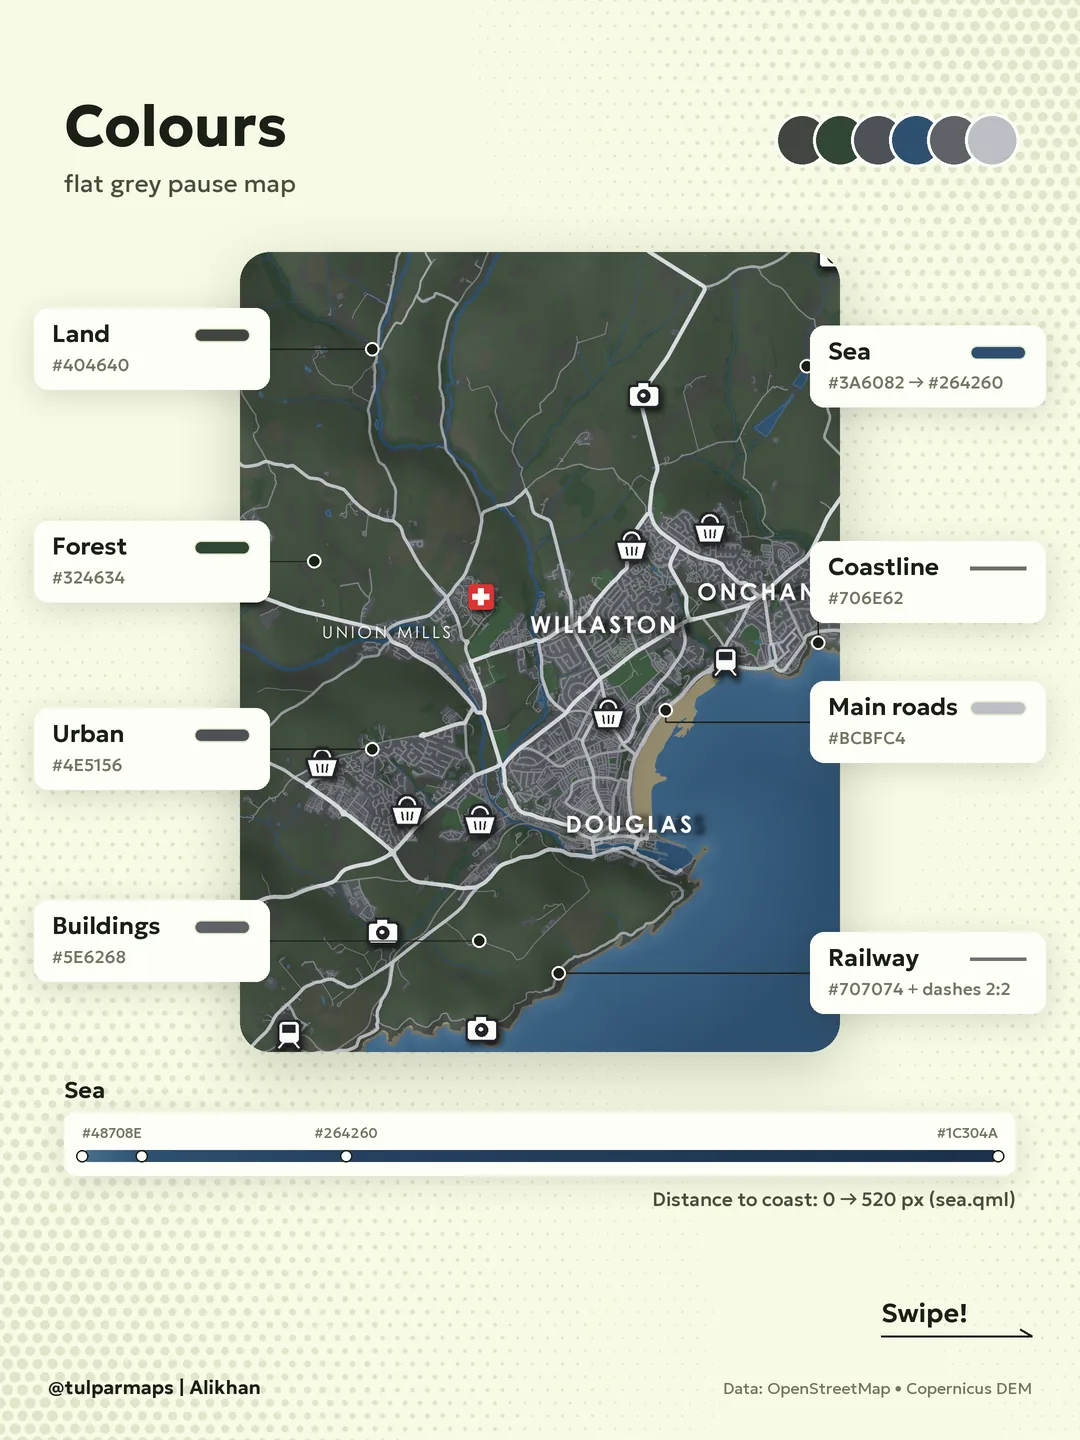 Colours
flat grey pause map
Land
#404640
Sea
#3A6082 → #264260
Forest
#324634
Coastline
#706E62
ONCHAN
WILLASTON
UNION MILLS
Urban
#4E5156
Main roads
#BCBFC4
DOUGLAS
Buildings
#5E6268
Railway
#707074 + dashes 2:2
Sea
#48708E #264260 #1C304A
Distance to coast: 0 → 520 px (sea.qml)
Swipe!
@tulparmaps | Alikhan
Data: OpenStreetMap • Copernicus DEM